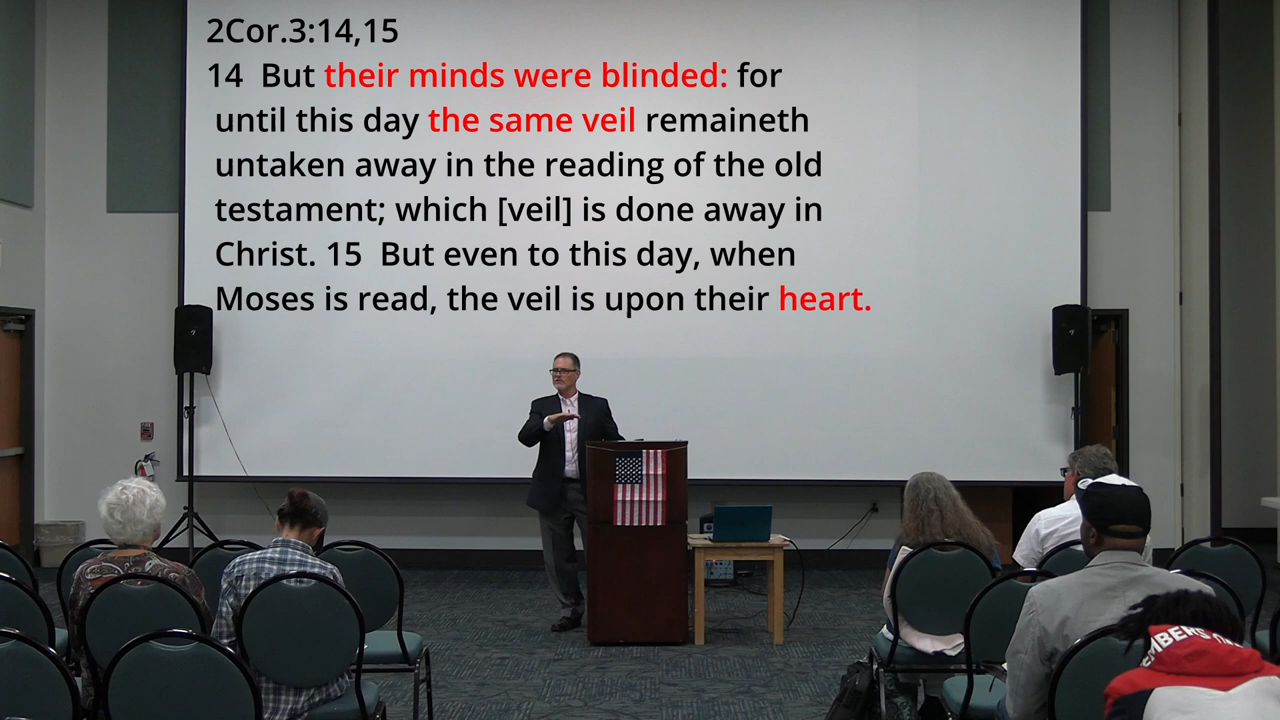 2Cor.3:14,15
14 But their minds were blinded: for
until this day the same veil remaineth
untaken away in the reading of the old
testament; which [veil] is done away in
Christ. 15 But even to this day, when
Moses is read, the veil is upon their heart.